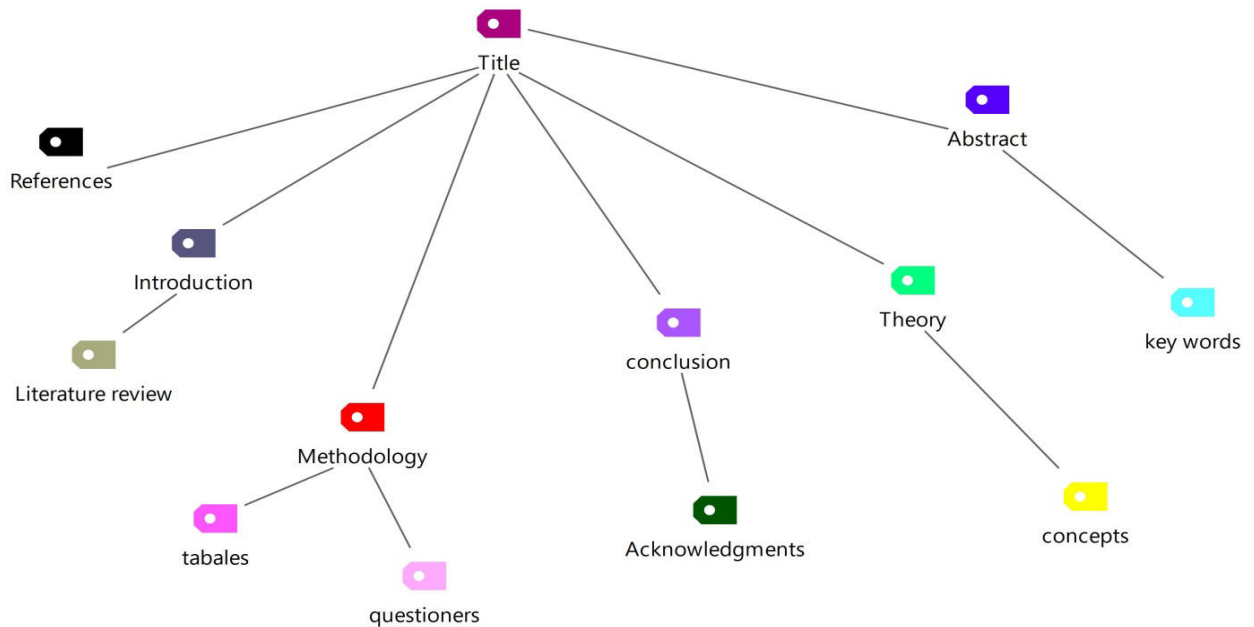 Title
Abstract
References
Introduction
Theory
key words
conclusion
Literature review
Methodology
concepts
Acknowledgments
tabales
questioners